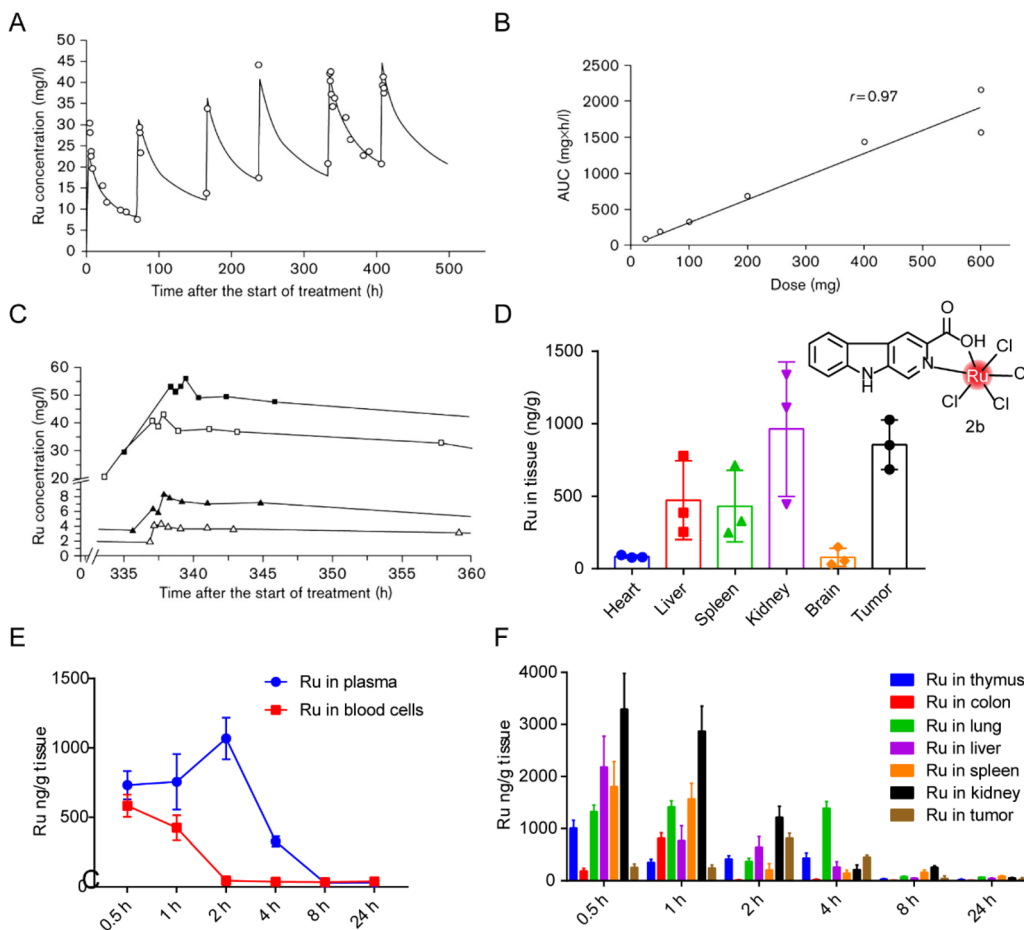 A
Ru concentration (mg/l)
50
45
40
35
30
25
20
15
10
5
0
0 100 200 300 400 500
Time after the start of treatment (h)
B
AUC (mg×h/l)
2500
2000
1500
1000
500
0
r=0.97
0 100 200 300 400 500 600
Dose (mg)
C
Ru concentration (mg/l)
60
50
40
30
20
8
6
4
2
0
335 340 345 350 355 360
Time after the start of treatment (h)
D
Ru in tissue (ng/g)
1500
1000
500
0
Heart Liver Spleen Kidney Brain Tumor
O
OH
Cl
N
Ru
C
N
H
Cl
Cl
2b
E
Ru ng/g tissue
1500
1000
500
0
C
Ru in plasma
Ru in blood cells
0.5 h 1 h 2 h 4 h 8 h 24 h
F
Ru ng/g tissue
4000
3000
2000
1000
0
Ru in thymus
Ru in colon
Ru in lung
Ru in liver
Ru in spleen
Ru in kidney
Ru in tumor
0.5 h 1 h 2 h 4 h 8 h 24 h